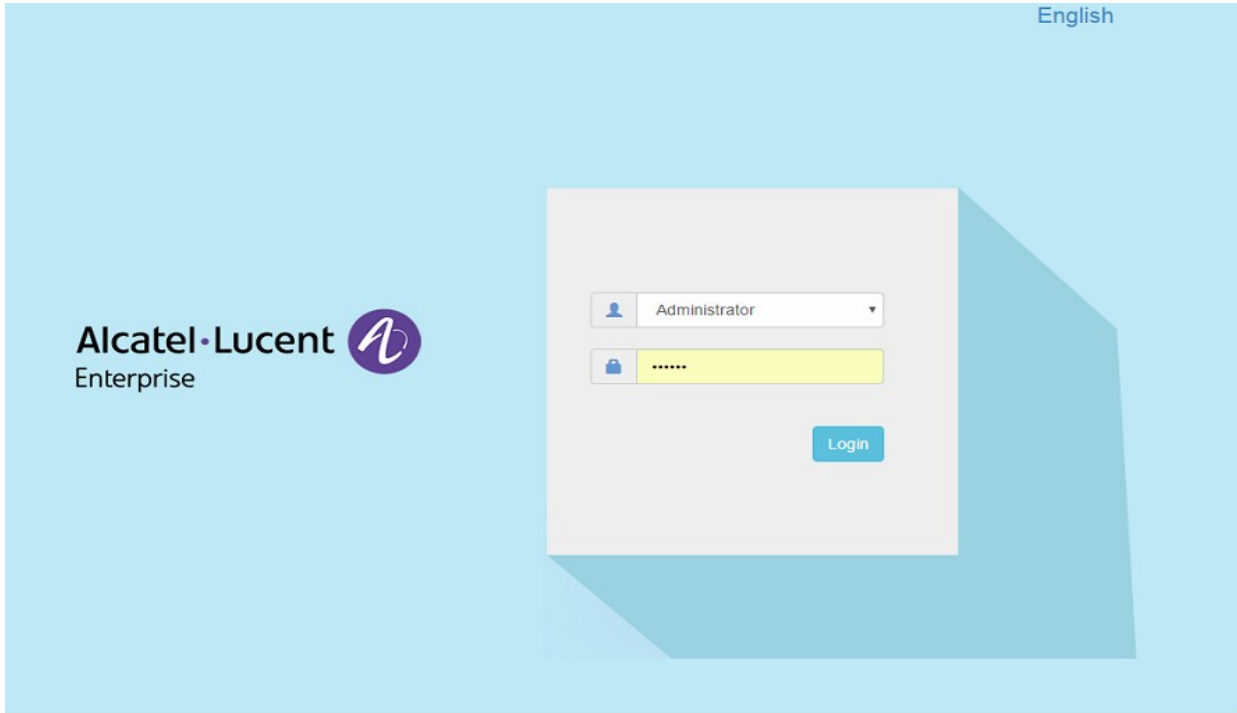 English
Alcatel·Lucent
Enterprise
Administrator
••••••
Login